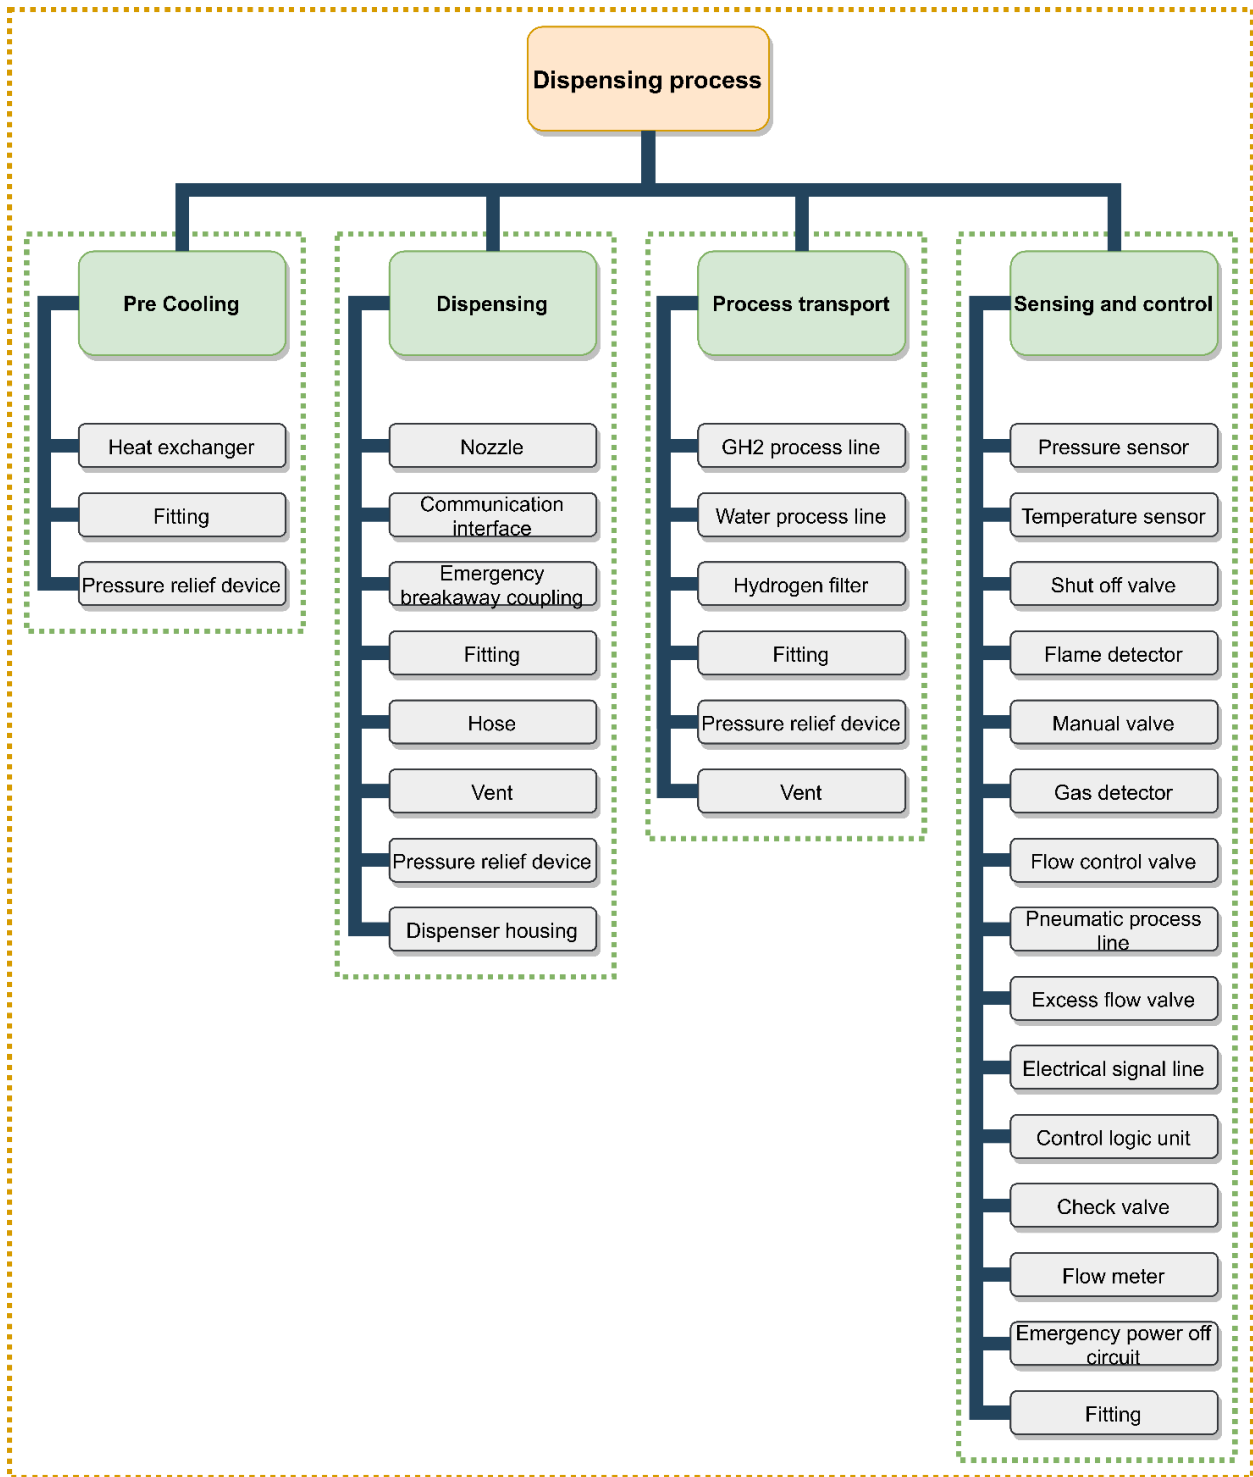 Dispensing process
Pre Cooling
Heat exchanger
Fitting
Pressure relief device
Dispensing
Nozzle
Communication
interface
Emergency
breakaway coupling
Fitting
Hose
Vent
Pressure relief device
Dispenser housing
Process transport
GH2 process line
Water process line
Hydrogen filter
Fitting
Pressure relief device
Vent
Sensing and control
Pressure sensor
Temperature sensor
Shut off valve
Flame detector
Manual valve
Gas detector
Flow control valve
Pneumatic process
line
Excess flow valve
Electrical signal line
Control logic unit
Check valve
Flow meter
Emergency power off
circuit
Fitting